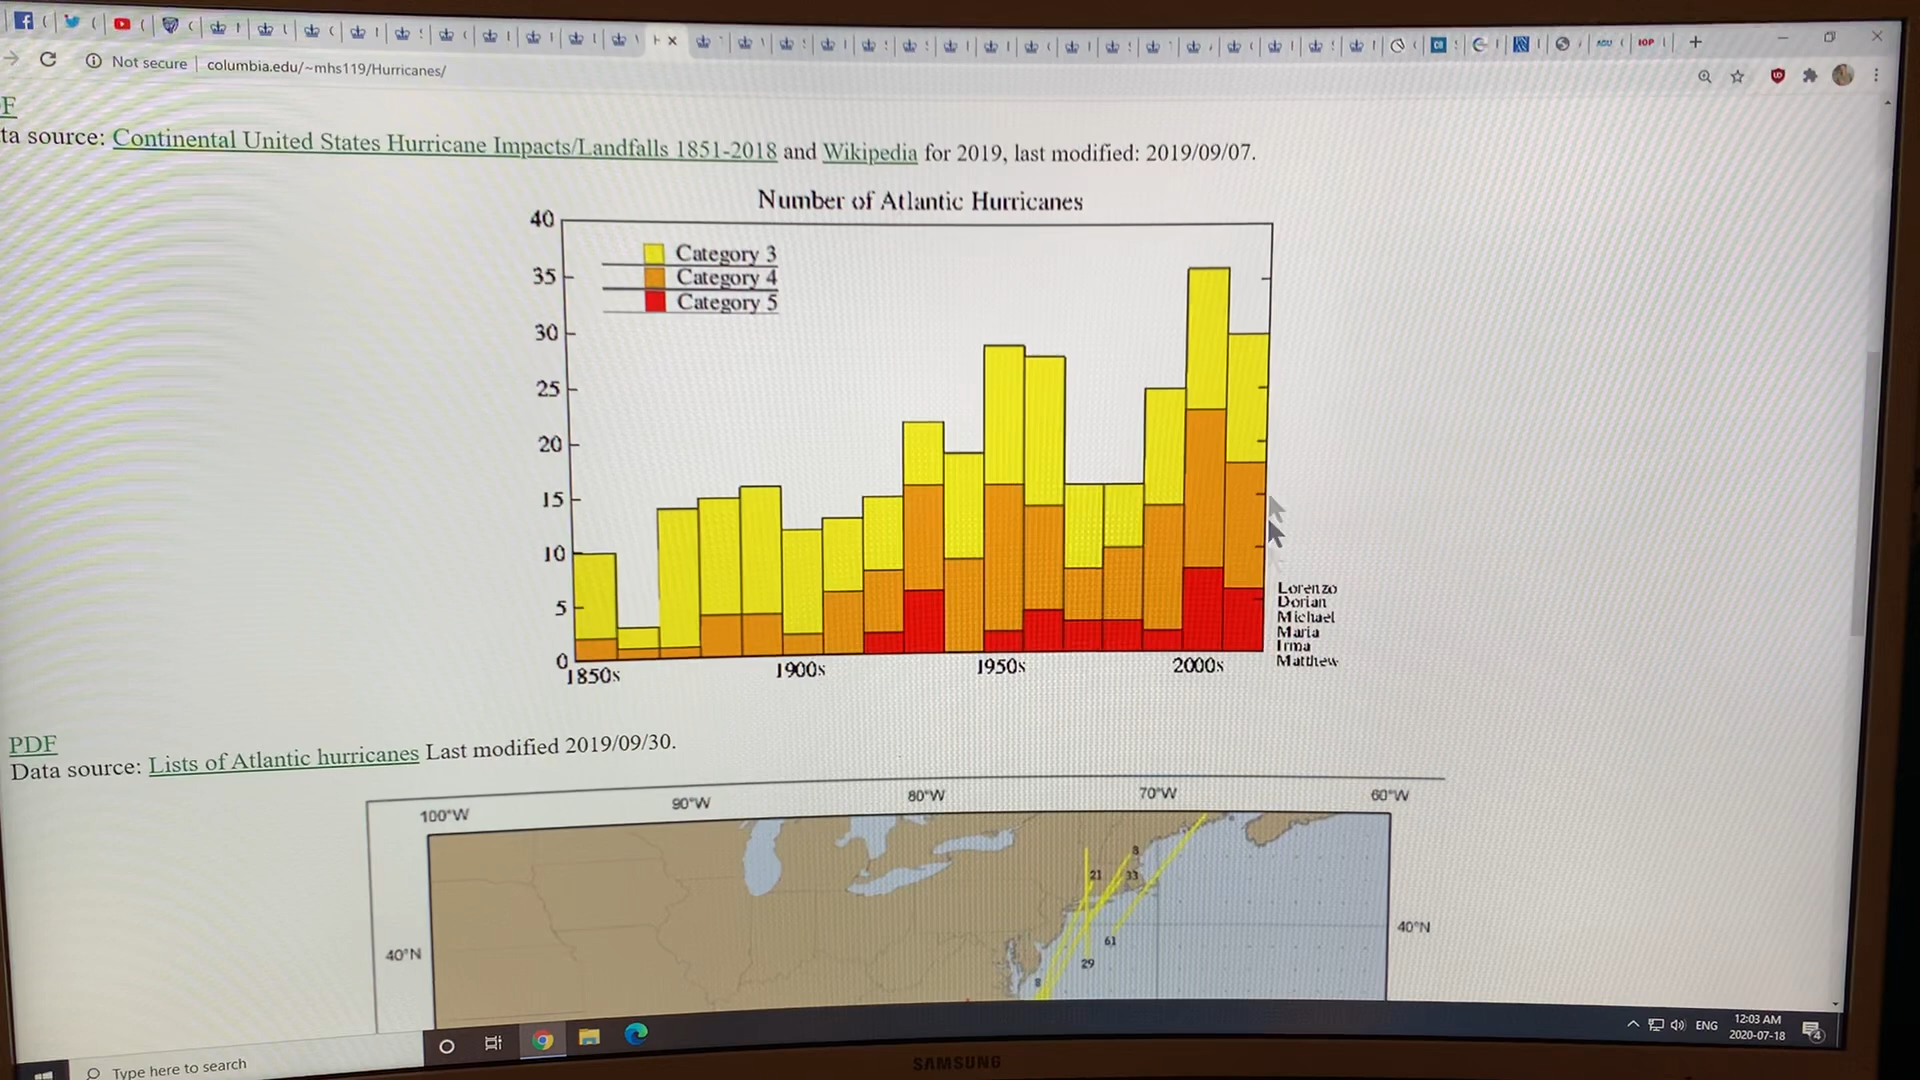 Not secure | columbia.edu/~mhs119/Hurricanes/
F
ta source: Continental United States Hurricane Impacts/Landfalls 1851-2018 and Wikipedia for 2019, last modified: 2019/09/07.
Number of Atlantic Hurricanes
40
35
30
25
20
15
10
5
0
Category 3
Category 4
Category 5
1850s
1900s
1950s
2000s
Lorenzo
Dorian
Michael
Maria
Irma
Matthew
PDF
Data source: Lists of Atlantic hurricanes Last modified 2019/09/30.
100°W
90°W
80°W
70°W
60°W
40°N
40°N
8
21
33
61
29
8
Type here to search
ENG
12:03 AM
2020-07-18
4
SAMSUNG